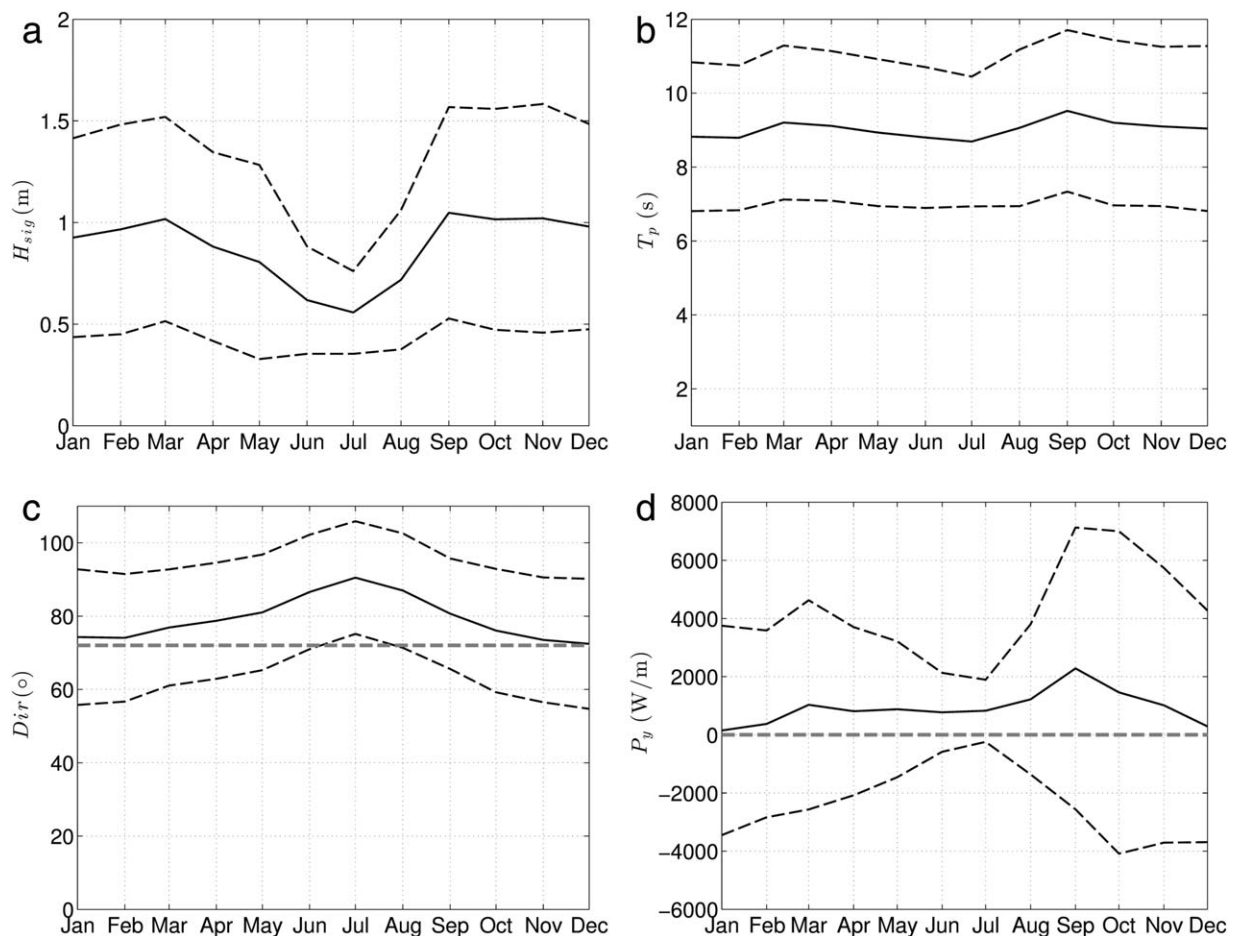 a
2
1.5
1
0.5
0
H_sig (m)
Jan Feb Mar Apr May Jun Jul Aug Sep Oct Nov Dec
b
12
10
8
6
4
2
T_p (s)
Jan Feb Mar Apr May Jun Jul Aug Sep Oct Nov Dec
c
100
80
60
40
20
0
Dir (○)
Jan Feb Mar Apr May Jun Jul Aug Sep Oct Nov Dec
d
8000
6000
4000
2000
0
−2000
−4000
−6000
P_y (W/m)
Jan Feb Mar Apr May Jun Jul Aug Sep Oct Nov Dec